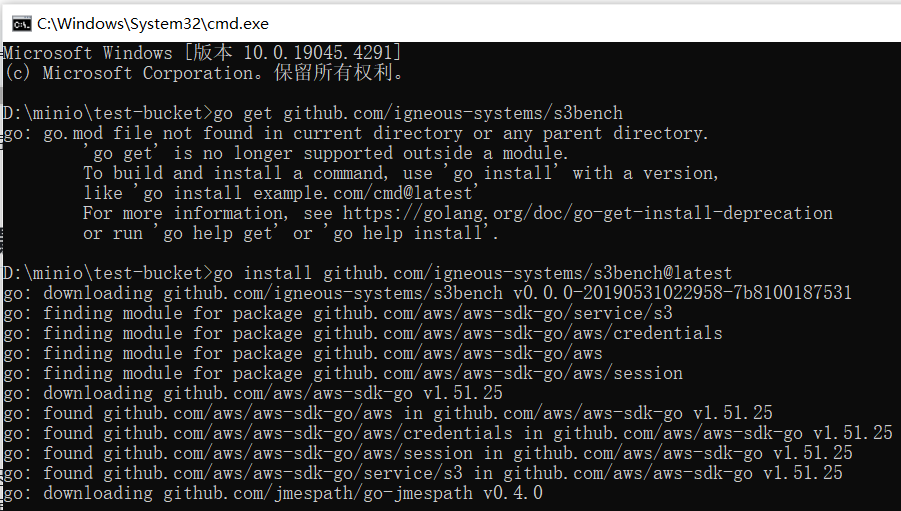 C:\Windows\System32\cmd.exe
Microsoft Windows [版本 10.0.19045.4291]
(c) Microsoft Corporation。保留所有权利。
D:\minio\test-bucket>go get github.com/igneous-systems/s3bench
go: go.mod file not found in current directory or any parent directory.
'go get' is no longer supported outside a module.
To build and install a command, use 'go install' with a version,
like 'go install example.com/cmd@latest'
For more information, see https://golang.org/doc/go-get-install-deprecation
or run 'go help get' or 'go help install'.
D:\minio\test-bucket>go install github.com/igneous-systems/s3bench@latest
go: downloading github.com/igneous-systems/s3bench v0.0.0-20190531022958-7b8100187531
go: finding module for package github.com/aws/aws-sdk-go/service/s3
go: finding module for package github.com/aws/aws-sdk-go/aws/credentials
go: finding module for package github.com/aws/aws-sdk-go/aws
go: finding module for package github.com/aws/aws-sdk-go/aws/session
go: downloading github.com/aws/aws-sdk-go v1.51.25
go: found github.com/aws/aws-sdk-go/aws in github.com/aws/aws-sdk-go v1.51.25
go: found github.com/aws/aws-sdk-go/aws/credentials in github.com/aws/aws-sdk-go v1.51.25
go: found github.com/aws/aws-sdk-go/aws/session in github.com/aws/aws-sdk-go v1.51.25
go: found github.com/aws/aws-sdk-go/service/s3 in github.com/aws/aws-sdk-go v1.51.25
go: downloading github.com/jmespath/go-jmespath v0.4.0